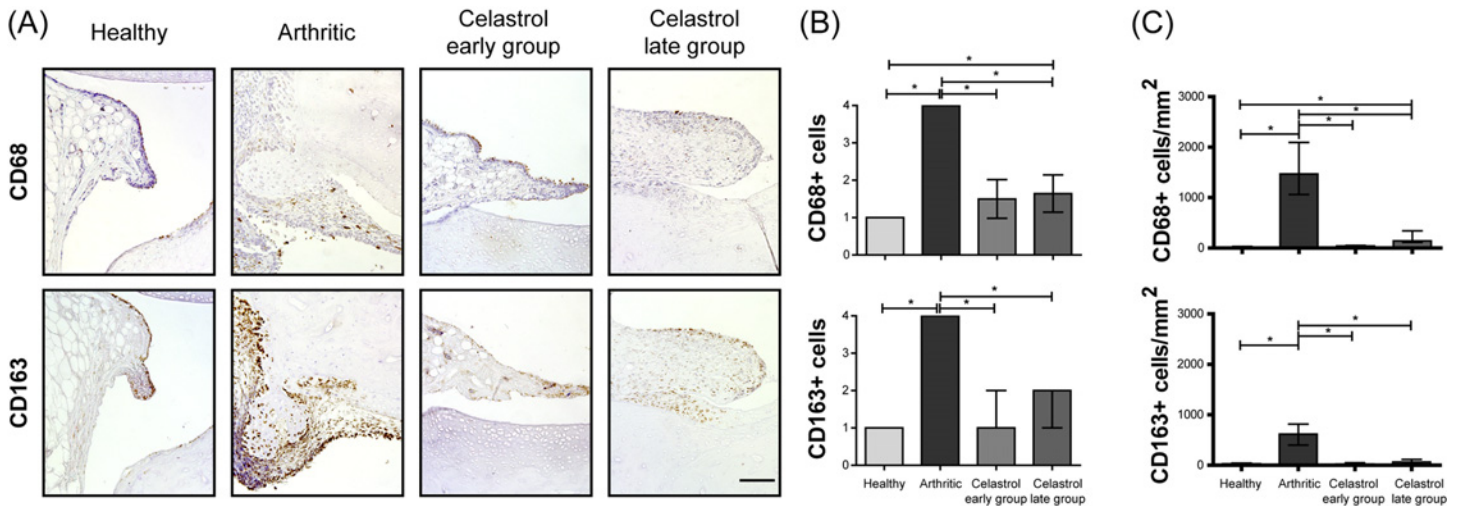 (A)
Healthy
Arthritic
Celastrol
early group
Celastrol
late group
CD68
CD163
(B)
* 
* *
* *
CD68+ cells
4
3
2
1
0
*
* *
CD163+ cells
4
3
2
1
0
Healthy
Arthritic
Celastrol
early group
Celastrol
late group
(C)
*
*
* *
CD68+ cells/mm2
3000
2000
1000
0
*
* *
CD163+ cells/mm2
3000
2000
1000
0
Healthy
Arthritic
Celastrol
early group
Celastrol
late group